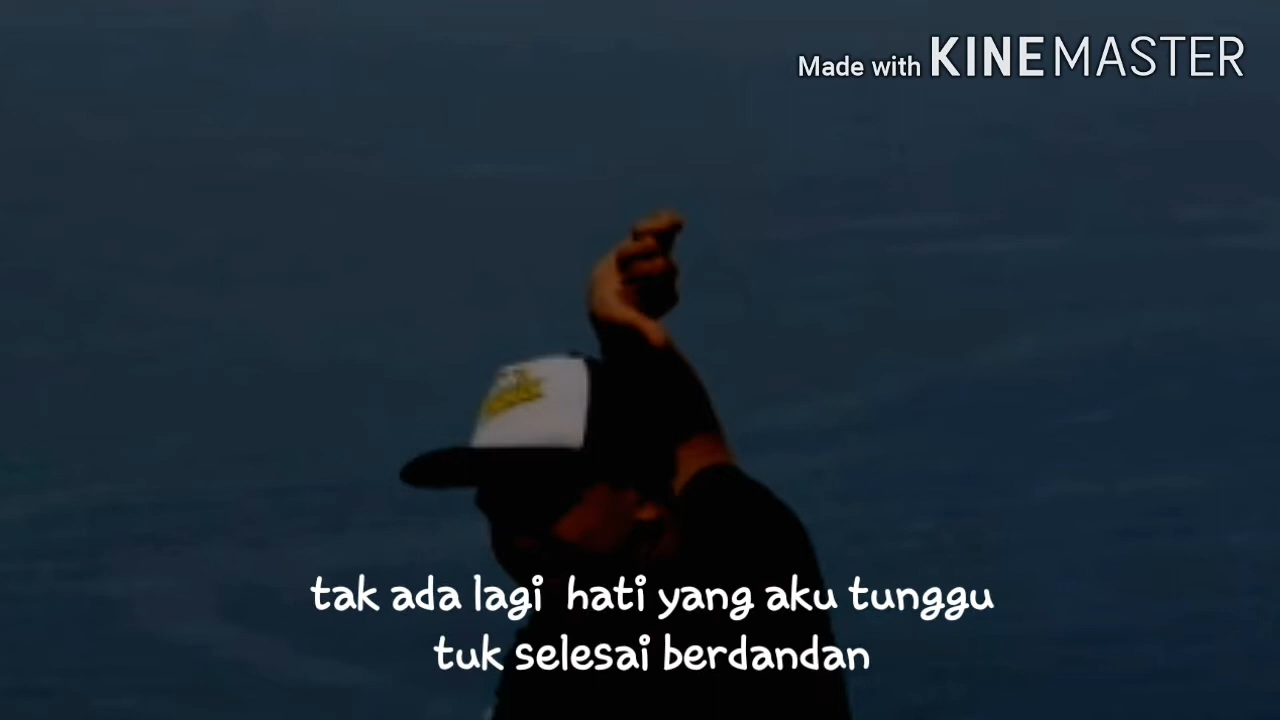 Made with KINEMASTER
tak ada lagi hati yang aku tunggu
tuk selesai berdandan